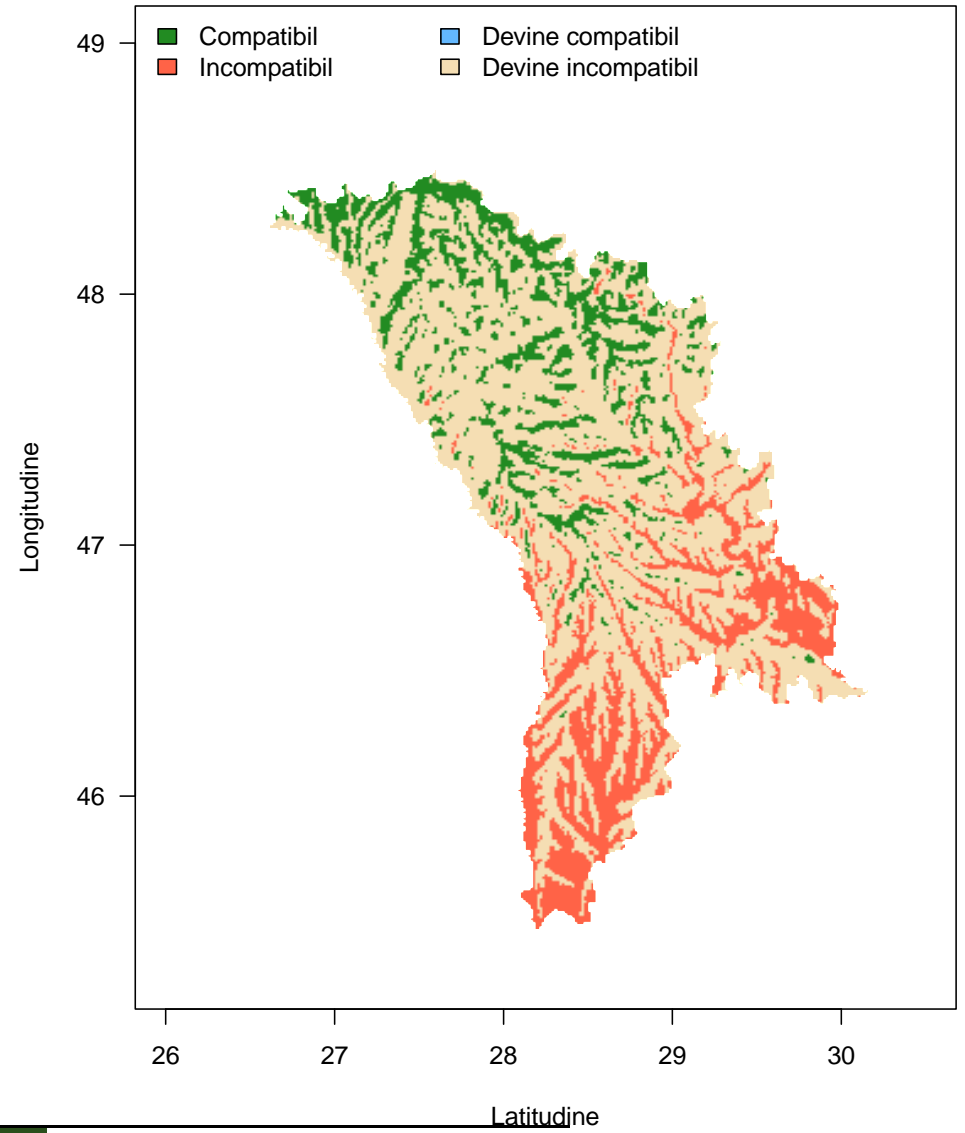 Compatibil
Devine compatibil
Incompatibil
Devine incompatibil
49
48
47
46
Longitudine
26 27 28 29 30
Latitudine